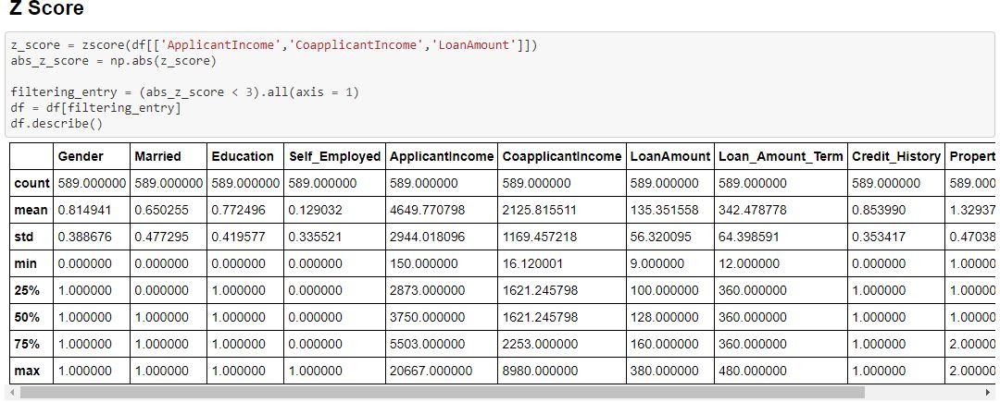 Z Score
z_score = zscore(df[['ApplicantIncome','CoapplicantIncome','LoanAmount']])
abs_z_score = np.abs(z_score)
filtering_entry = (abs_z_score < 3).all(axis = 1)
df = df[filtering_entry]
df.describe()
Gender Married Education Self_Employed ApplicantIncome CoapplicantIncome LoanAmount Loan_Amount_Term Credit_History Propert
count 589.000000 589.000000 589.000000 589.000000 589.000000 589.000000 589.000000 589.000000 589.000000 589.000
mean 0.814941 0.650255 0.772496 0.129032 4649.770798 2125.815511 135.351558 342.478778 0.853990 1.32937
std 0.388676 0.477295 0.419577 0.335521 2944.018096 1169.457218 56.320095 64.398591 0.353417 0.47038
min 0.000000 0.000000 0.000000 0.000000 150.000000 16.120001 9.000000 12.000000 0.000000 1.00000
25% 1.000000 0.000000 1.000000 0.000000 2873.000000 1621.245798 100.000000 360.000000 1.000000 1.00000
50% 1.000000 1.000000 1.000000 0.000000 3750.000000 1621.245798 128.000000 360.000000 1.000000 1.00000
75% 1.000000 1.000000 1.000000 0.000000 5503.000000 2253.000000 160.000000 360.000000 1.000000 2.00000
max 1.000000 1.000000 1.000000 1.000000 20667.000000 8980.000000 380.000000 480.000000 1.000000 2.00000